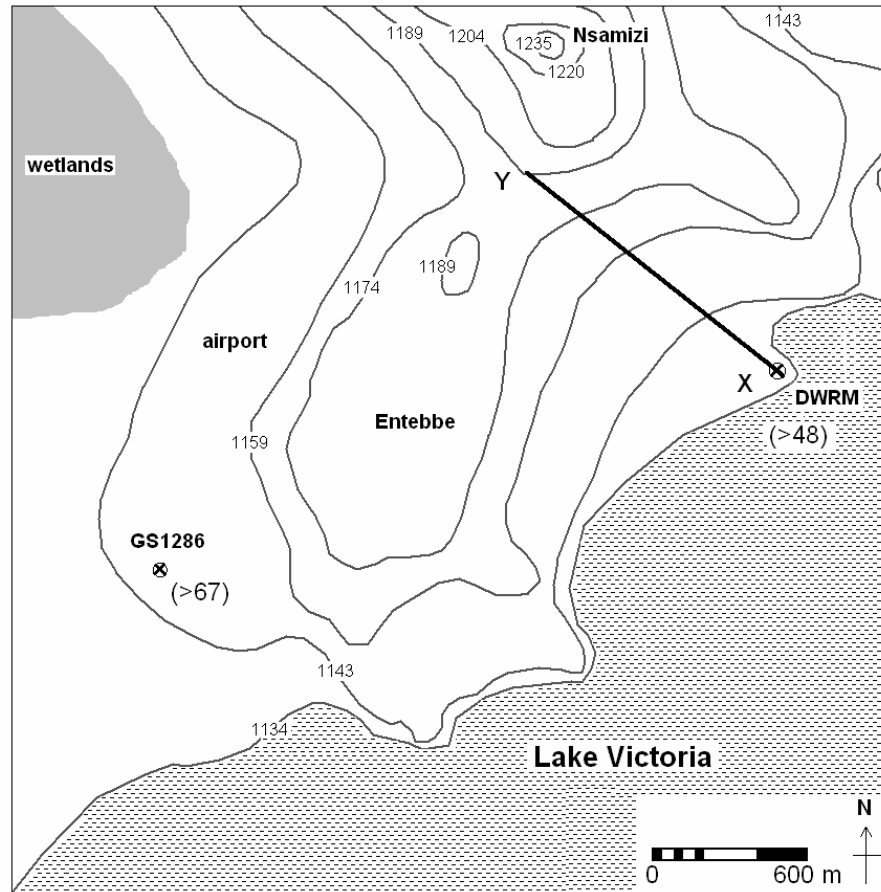 1189
1204
1235
Nsamizi
1220
1143
wetlands
Y
1189
1174
airport
X
DWRM
(>48)
Entebbe
1159
GS1286
(>67)
1143
1134
Lake Victoria
N
0 600 m